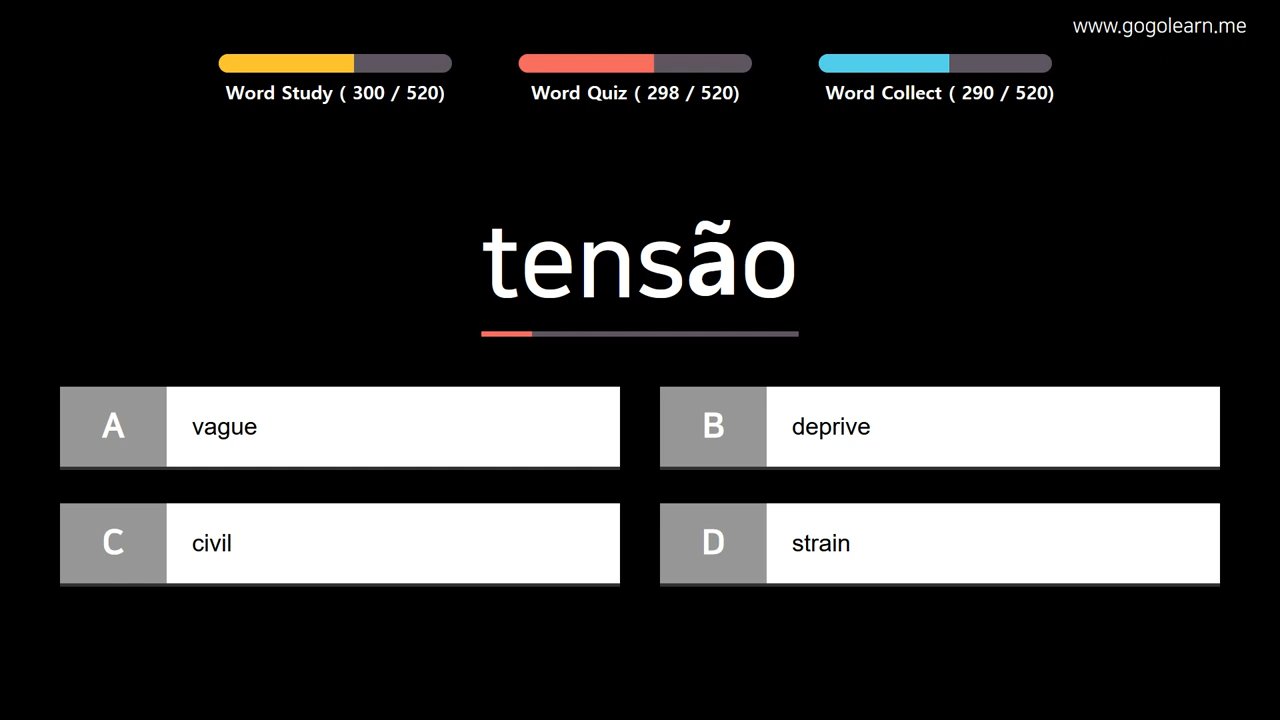 www.gogolearn.me
Word Study ( 300 / 520)
Word Quiz ( 298 / 520)
Word Collect ( 290 / 520)
tensão
A vague
B deprive
C civil
D strain